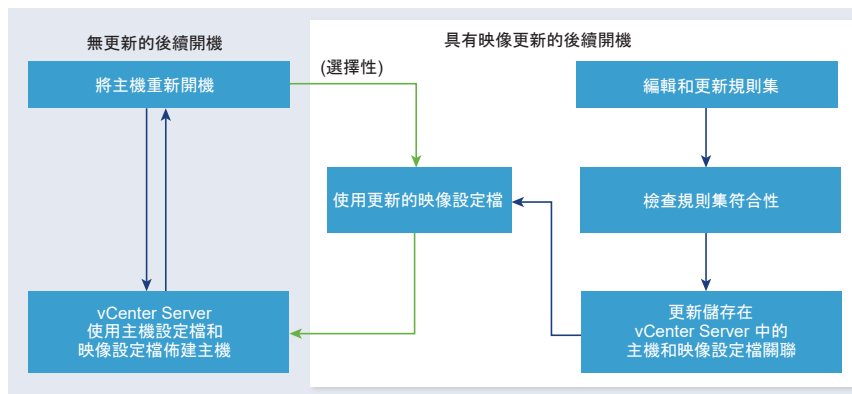 無更新的後續開機
將主機重新開機
vCenter Server
使用主機設定檔和
映像設定檔佈建主機
具有映像更新的後續開機
(選擇性)
使用更新的映像設定檔
編輯和更新規則集
檢查規則集符合性
更新儲存在
vCenter Server 中的
主機和映像設定檔關聯